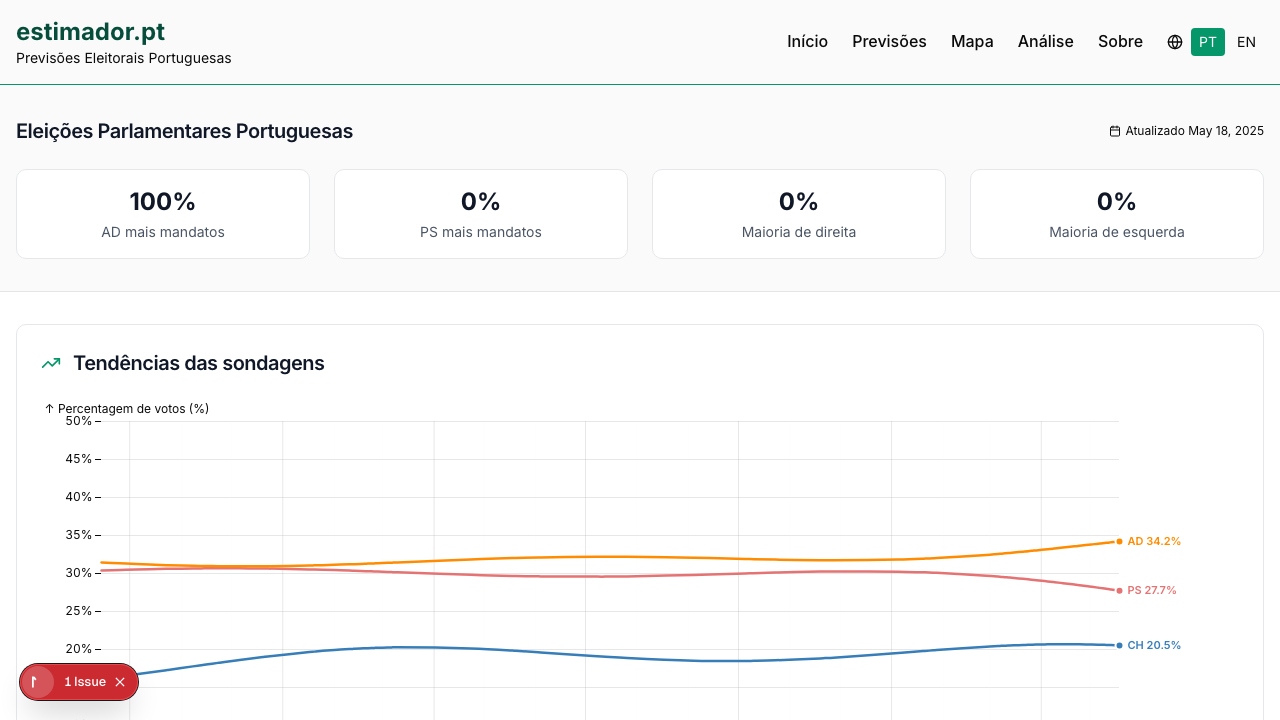 estimador.pt
Previsões Eleitorais Portuguesas
Início Previsões Mapa Análise Sobre PT EN
Eleições Parlamentares Portuguesas
Atualizado May 18, 2025
100%
AD mais mandatos
0%
PS mais mandatos
0%
Maioria de direita
0%
Maioria de esquerda
Tendências das sondagens
↑ Percentagem de votos (%)
50%
45%
40%
35%
30%
25%
20%
AD 34.2%
PS 27.7%
CH 20.5%
1 Issue